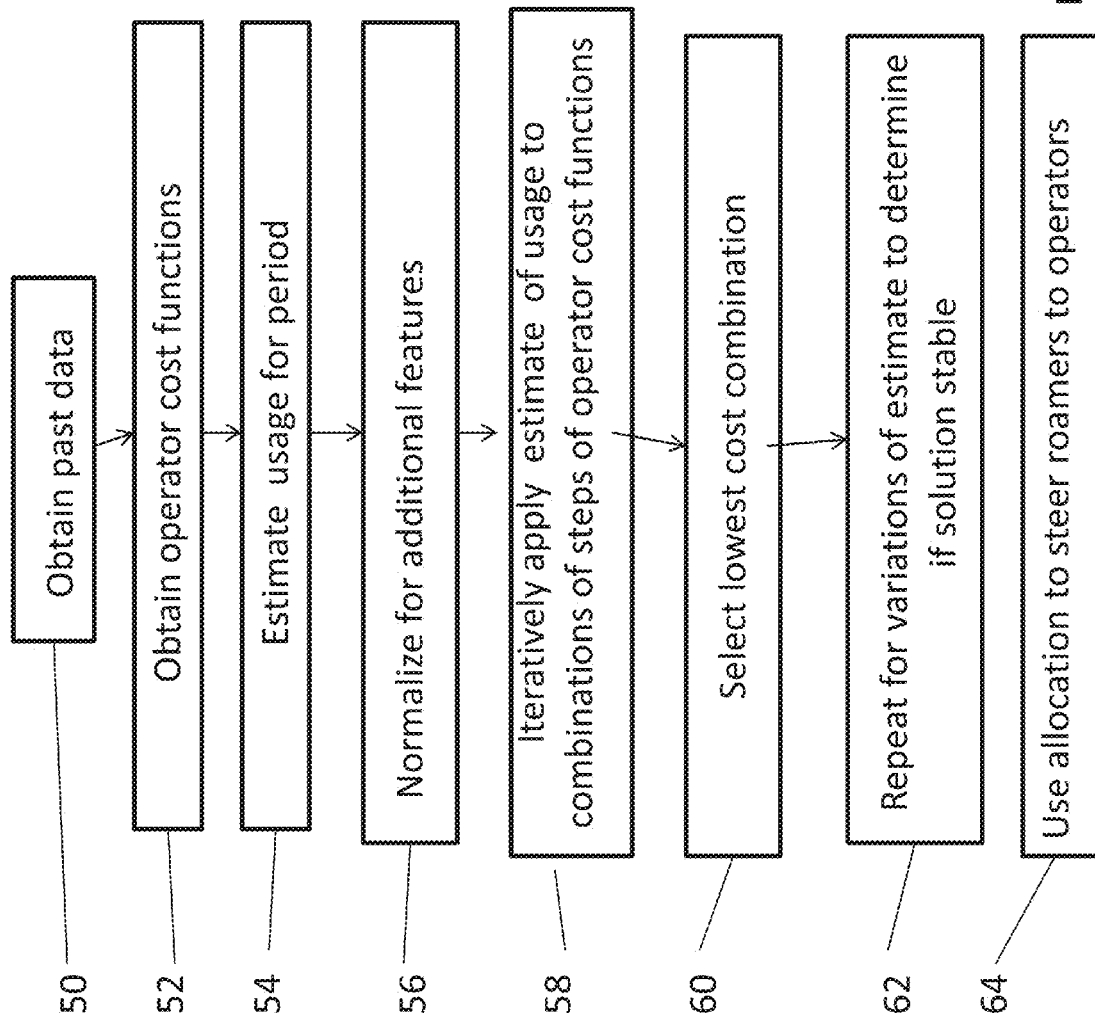 Obtain past data
50
Obtain operator cost functions
52
Estimate usage for period
54
Normalize for additional features
56
Iteratively apply estimate of usage to
combinations of steps of operator cost functions
58
Select lowest cost combination
60
Repeat for variations of estimate to determine
if solution stable
62
Use allocation to steer roamers to operators
64